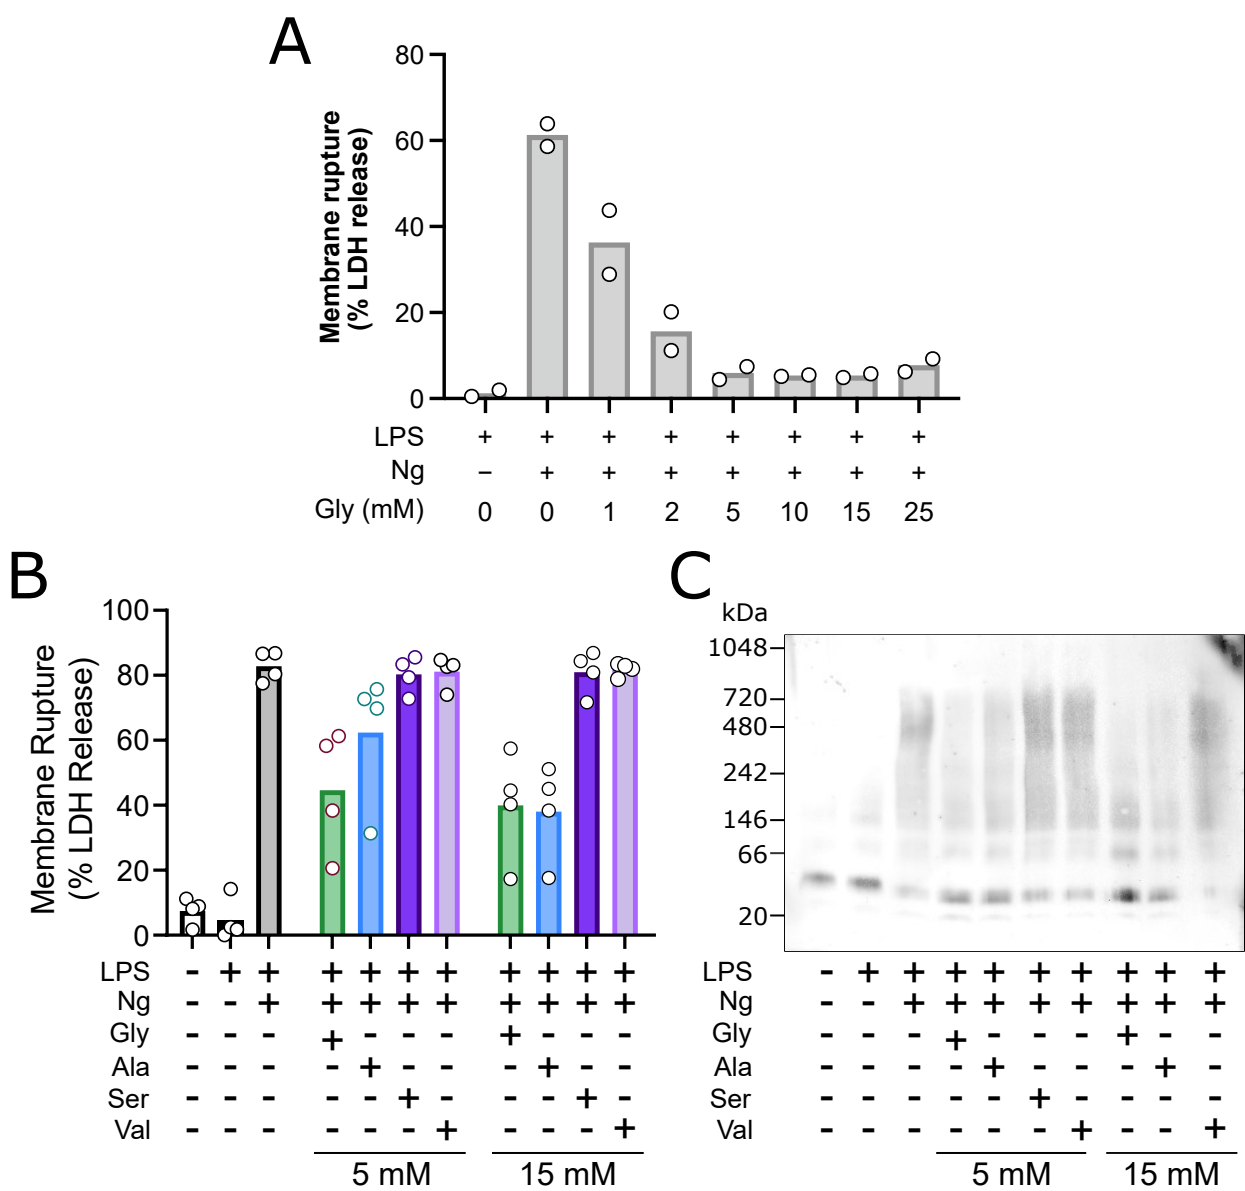 A
Membrane rupture
(% LDH release)
80
60
40
20
0
LPS + + + + + + + +
Ng − + + + + + + +
Gly (mM) 0 0 1 2 5 10 15 25
B
Membrane Rupture
(% LDH Release)
100
80
60
40
20
0
LPS - + + + + + + + + + +
Ng - - + + + + + + + + +
Gly - - - + - - - + - - -
Ala - - - - + - - - + - -
Ser - - - - - + - - - + -
Val - - - - - - + - - - +
5 mM 15 mM
C
kDa
1048
720
480
242
146
66
20
LPS - + + + + + + + + +
Ng - - + + + + + + + +
Gly - - - + - - - + - -
Ala - - - - + - - - + -
Ser - - - - - + - - - -
Val - - - - - - + - - +
5 mM 15 mM